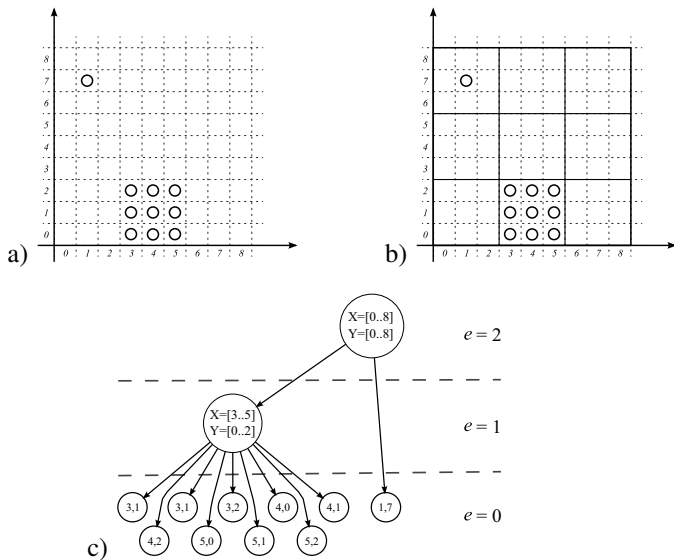 8 8
7 7
6 6
5 5
4 4
3 3
2 2
1 1
0 0
a) 0 1 2 3 4 5 6 7 8 b) 0 1 2 3 4 5 6 7 8
X=[0..8]
Y=[0..8]
e = 2
X=[3..5]
Y=[0..2]
e = 1
3,1 3,1 3,2 4,0 4,1 1,7
e = 0
c) 4,2 5,0 5,1 5,2